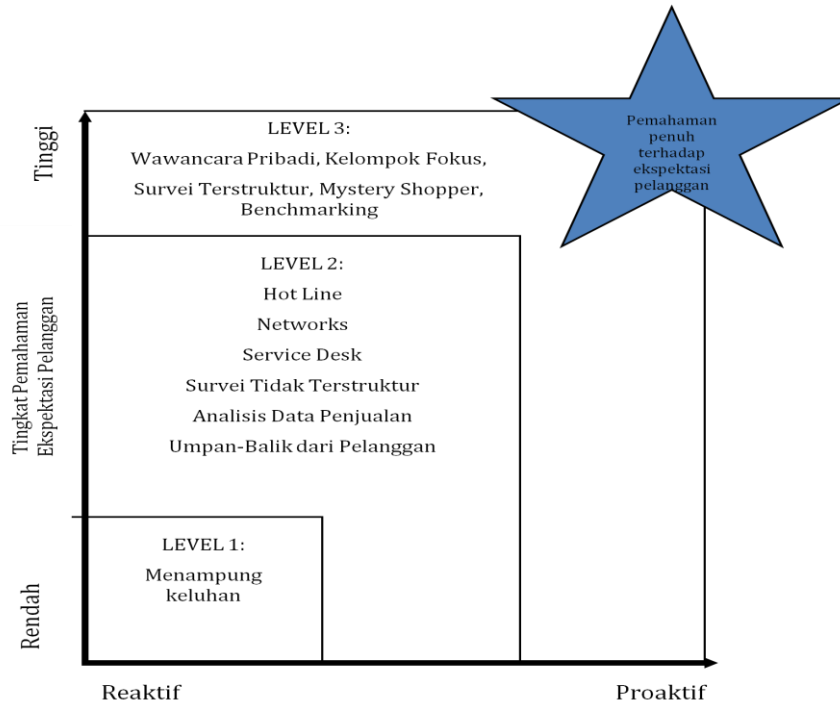 Tinggi
LEVEL 3:
Wawancara Pribadi, Kelompok Fokus,
Survei Terstruktur, Mystery Shopper,
Benchmarking
Pemahaman
penuh
terhadap
ekspektasi
pelanggan
Tingkat Pemahaman
Ekspektasi Pelanggan
LEVEL 2:
Hot Line
Networks
Service Desk
Survei Tidak Terstruktur
Analisis Data Penjualan
Umpan-Balik dari Pelanggan
Rendah
LEVEL 1:
Menampung
keluhan
Reaktif
Proaktif